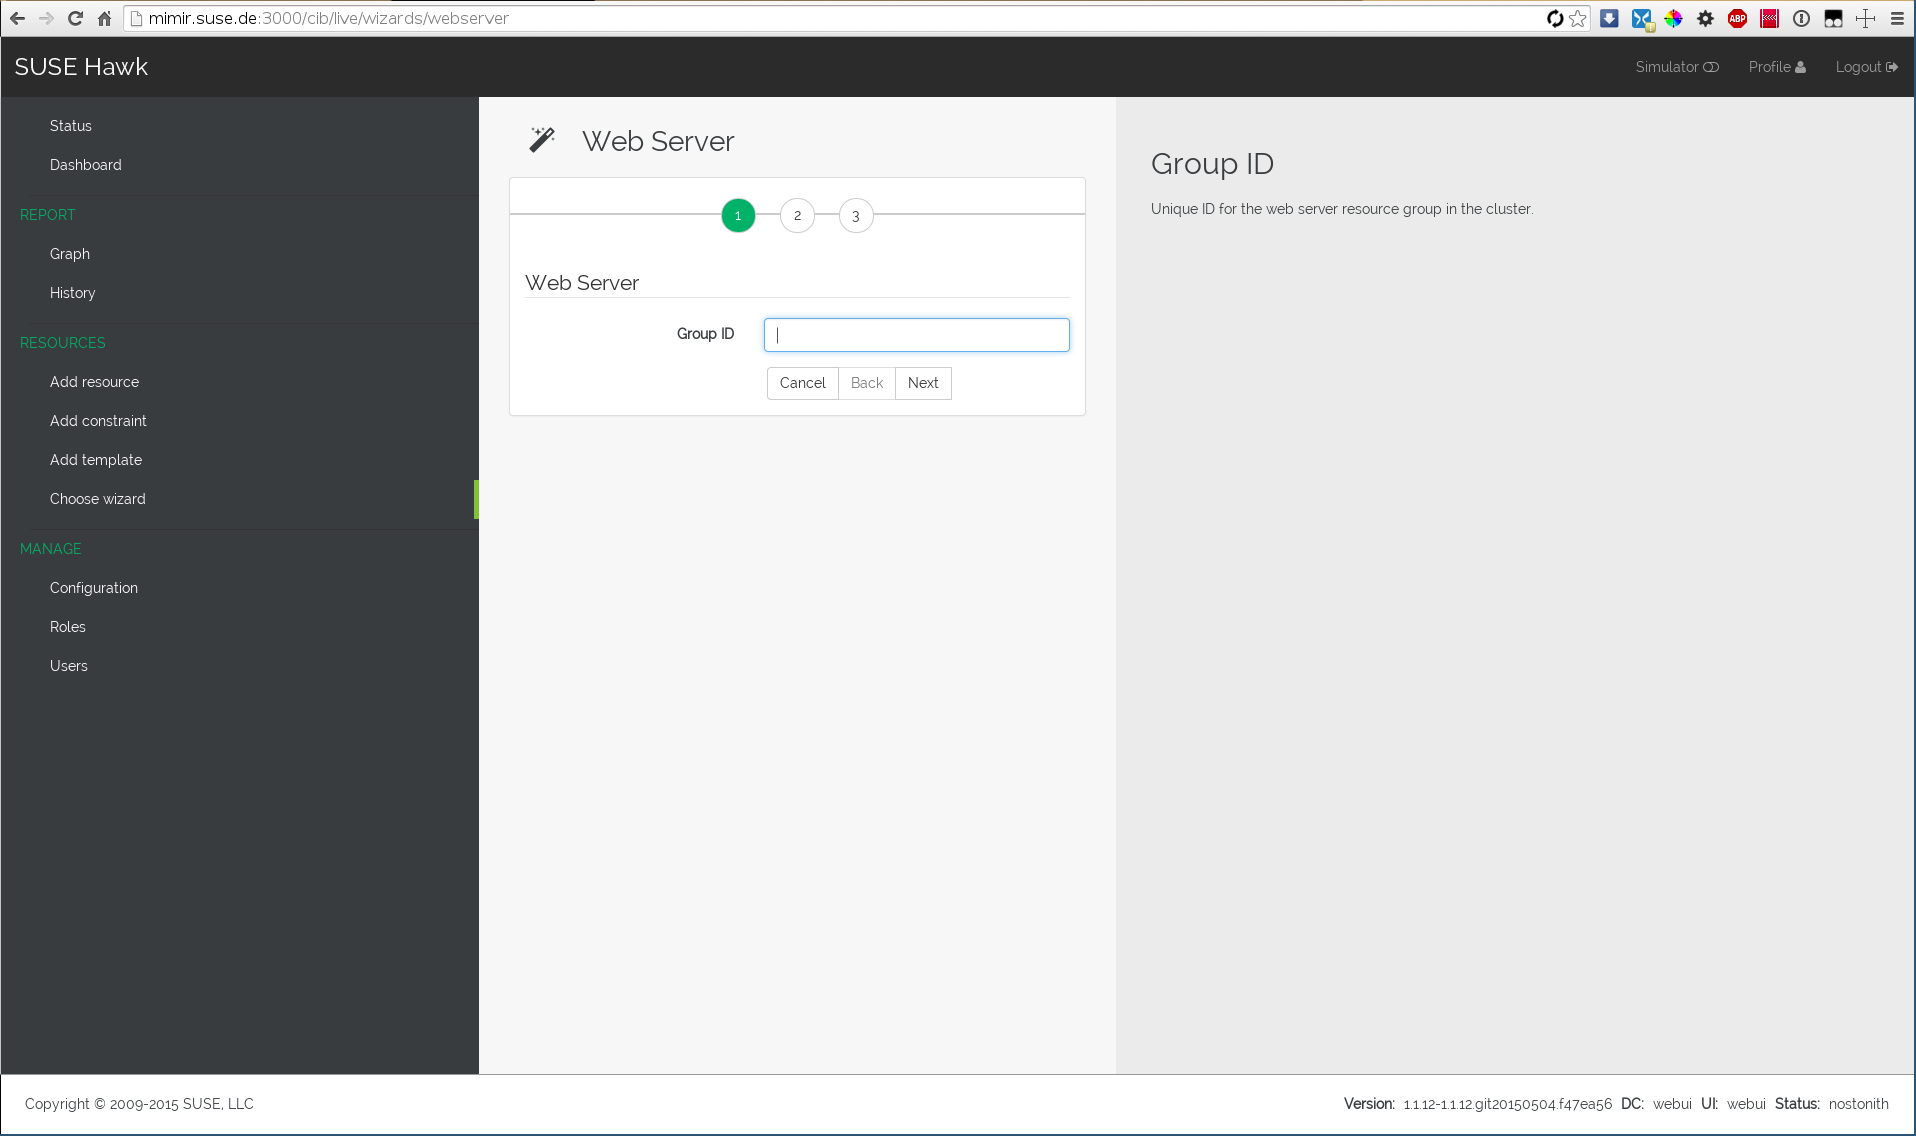 mimir.suse.de:3000/cib/live/wizards/webserver
ABP
SUSE Hawk
Simulator
Profile
Logout
Status
Dashboard
REPORT
Graph
History
RESOURCES
Add resource
Add constraint
Add template
Choose wizard
MANAGE
Configuration
Roles
Users
Web Server
1 2 3
Web Server
Group ID
Cancel Back Next
Group ID
Unique ID for the web server resource group in the cluster.
Copyright © 2009-2015 SUSE, LLC
Version: 1.1.12-1.1.12.git20150504.f47ea56 DC: webui UI: webui Status: nostonith